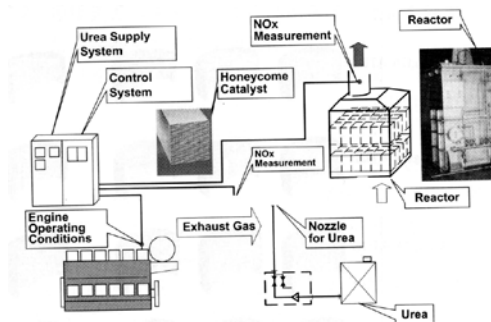 Urea Supply
System
Control
System
Honeycome
Catalyst
NOx
Measurement
Reactor
NOx
Measurement
Reactor
Engine
Operating
Conditions
Exhaust Gas
Nozzle
for Urea
Urea